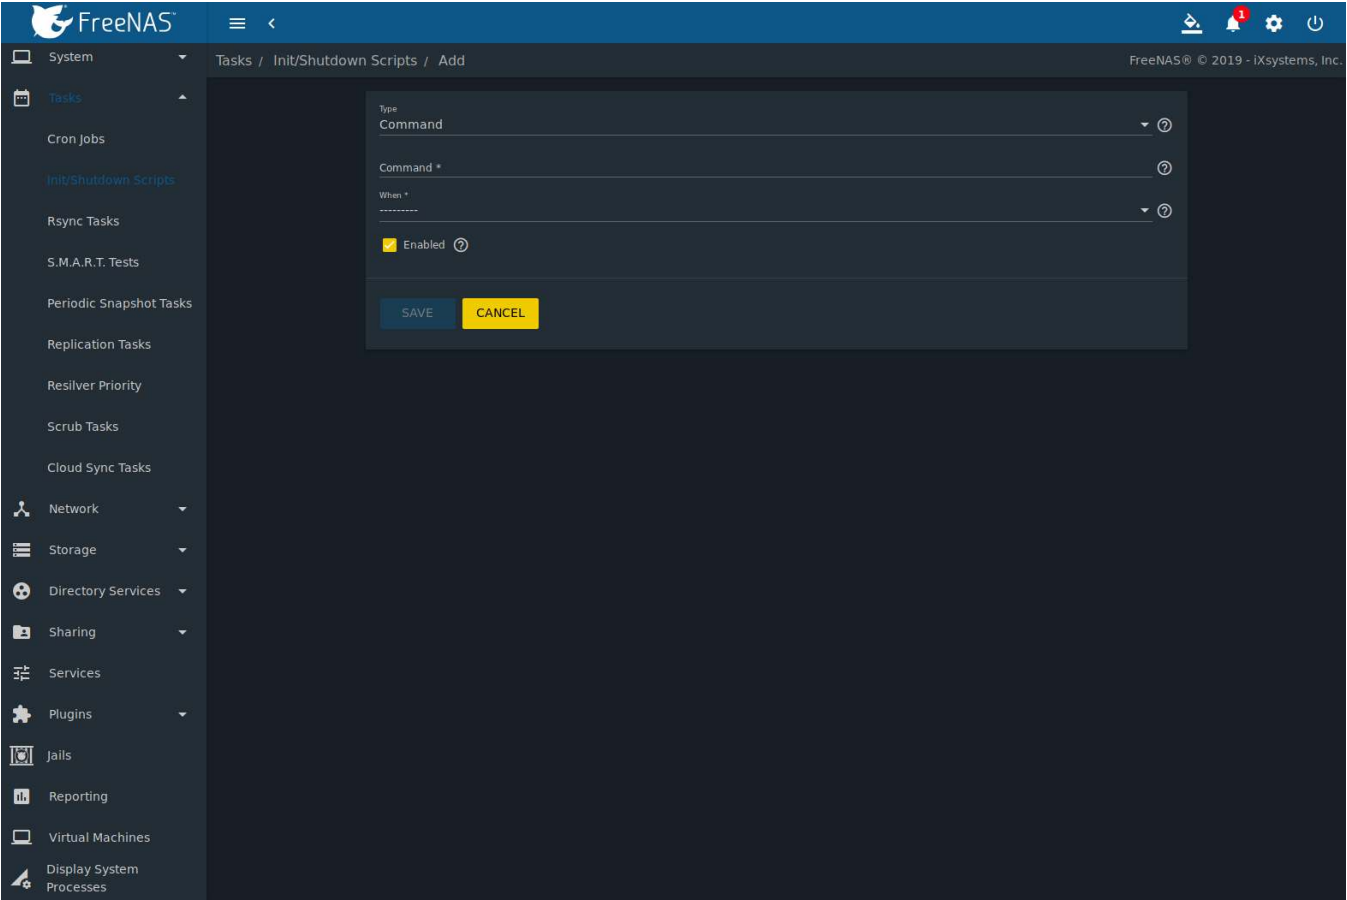 FreeNAS™
1
System
Tasks / Init/Shutdown Scripts / Add
FreeNAS® © 2019 - iXsystems, Inc.
Tasks
Cron Jobs
Init/Shutdown Scripts
Rsync Tasks
S.M.A.R.T. Tests
Periodic Snapshot Tasks
Replication Tasks
Resilver Priority
Scrub Tasks
Cloud Sync Tasks
Network
Storage
Directory Services
Sharing
Services
Plugins
Jails
Reporting
Virtual Machines
Display System
Processes
Type
Command
Command *
When *
---------
Enabled
SAVE
CANCEL